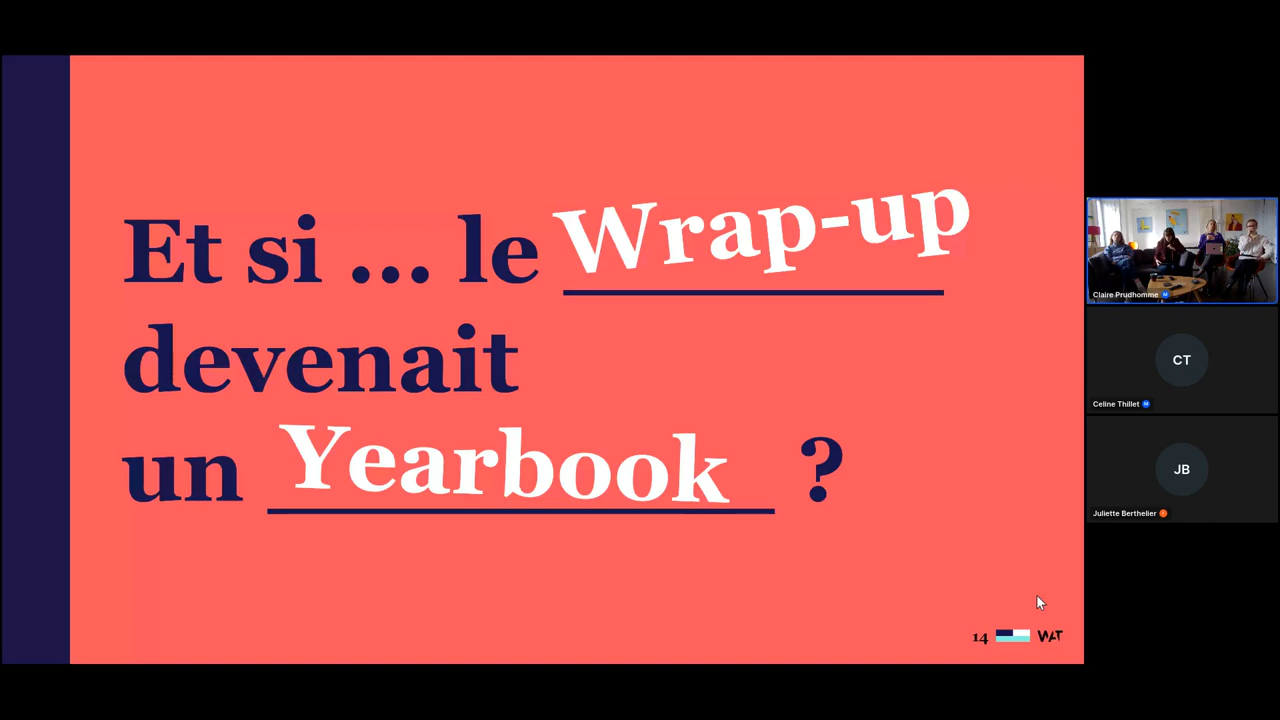 Et si ... le Wrap-up
devenait
un Yearbook ?
14 WAT
Claire Prudhomme M
CT
Celine Thillet M
JB
Juliette Berthelier